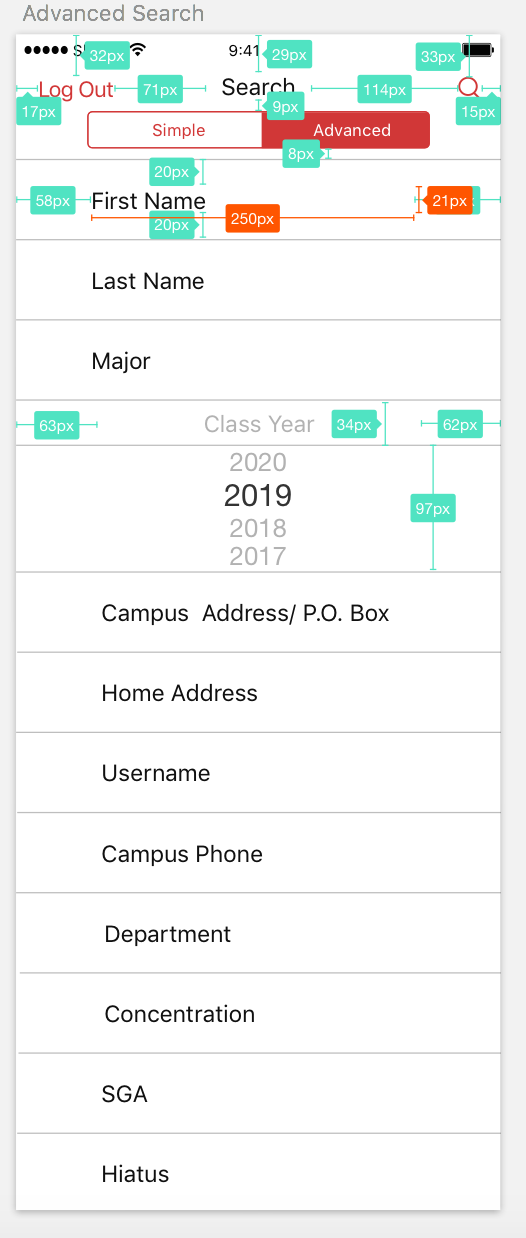 Advanced Search
32px 9:41 29px 33px
Log Out 71px Search 114px
17px 9px 15px
Simple Advanced
8px
20px
58px First Name 21px
20px 250px
Last Name
Major
63px Class Year 34px 62px
2020
2019
97px
2018
2017
Campus  Address/ P.O. Box
Home Address
Username
Campus Phone
Department
Concentration
SGA
Hiatus